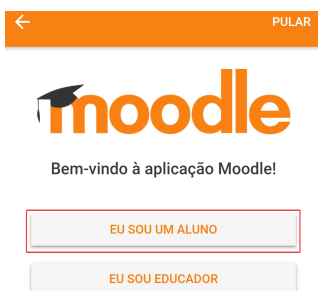 PULAR
moodle
Bem-vindo à aplicação Moodle!
EU SOU UM ALUNO
EU SOU EDUCADOR